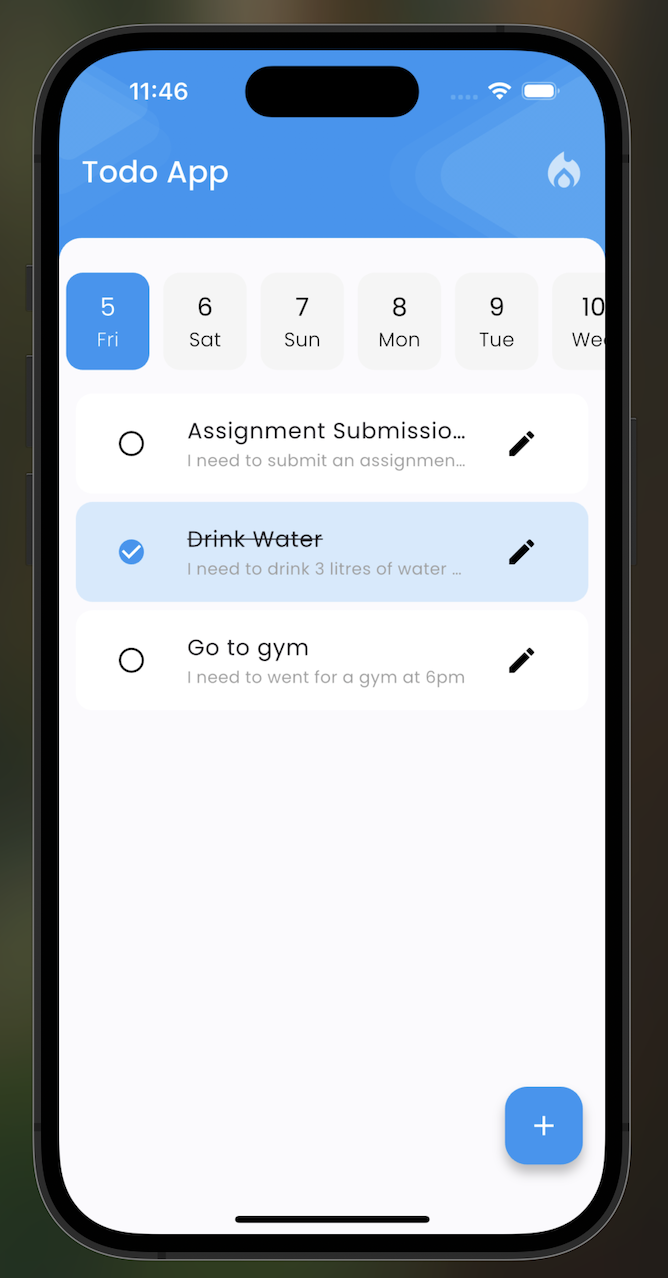 11:46
Todo App
5 6 7 8 9 10
Fri Sat Sun Mon Tue
Assignment Submissio…
I need to submit an assignmen…
Drink Water
I need to drink 3 litres of water …
Go to gym
I need to went for a gym at 6pm
+